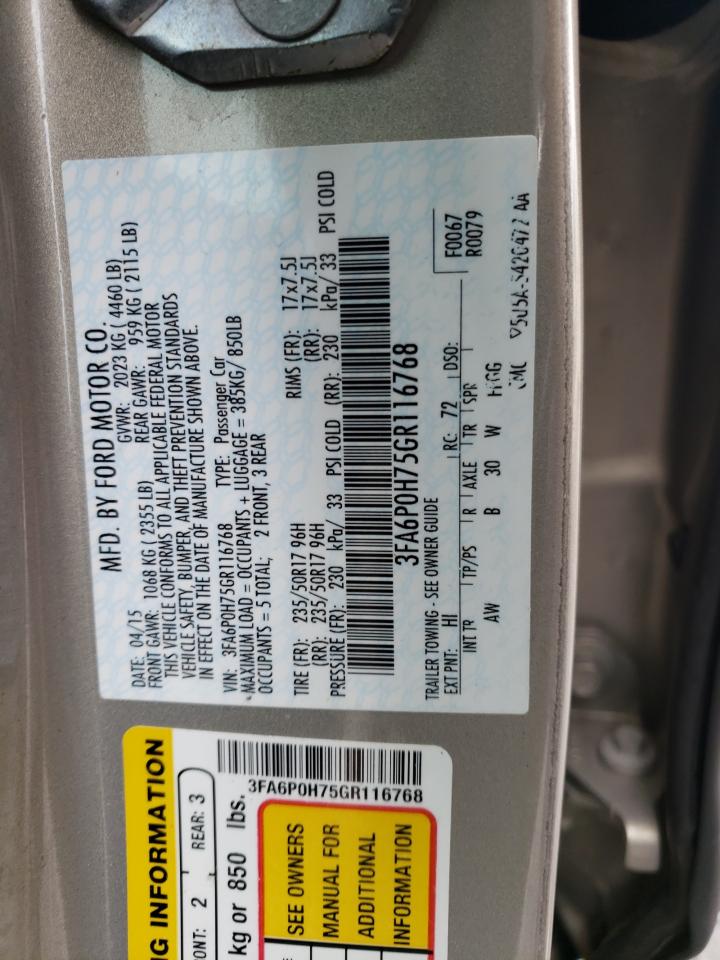 MFD. BY FORD MOTOR CO.
DATE: 04/15 GVWR: 2023 KG ( 4460 LB)
FRONT GAWR: 1068 KG ( 2355 LB) REAR GAWR: 959 KG ( 2115 LB)
THIS VEHICLE CONFORMS TO ALL APPLICABLE FEDERAL MOTOR
VEHICLE SAFETY, BUMPER, AND THEFT PREVENTION STANDARDS
IN EFFECT ON THE DATE OF MANUFACTURE SHOWN ABOVE.
VIN: 3FA6P0H75GR116768 TYPE: Passenger Car
*MAXIMUM LOAD = OCCUPANTS + LUGGAGE = 385KG/ 850LB
OCCUPANTS = 5 TOTAL; 2 FRONT, 3 REAR
TIRE (FR): 235/50R17 96H RIMS (FR): 17x7.5J
(RR): 235/50R17 96H (RR): 17x7.5J
PRESSURE (FR): 230 kPa/ 33 PSI COLD (RR): 230 kPa/ 33 PSI COLD
3FA6P0H75GR116768
TRAILER TOWING - SEE OWNER GUIDE
EXT PNT: HI RC: 72 DSO: F0067
INT TR TP/PS R AXLE TR SPR R0079
AW B 30 W
NG INFORMATION
ONT: 2 REAR: 3
kg or 850 lbs.
3FA6P0H75GR116768
SEE OWNERS
MANUAL FOR
ADDITIONAL
INFORMATION